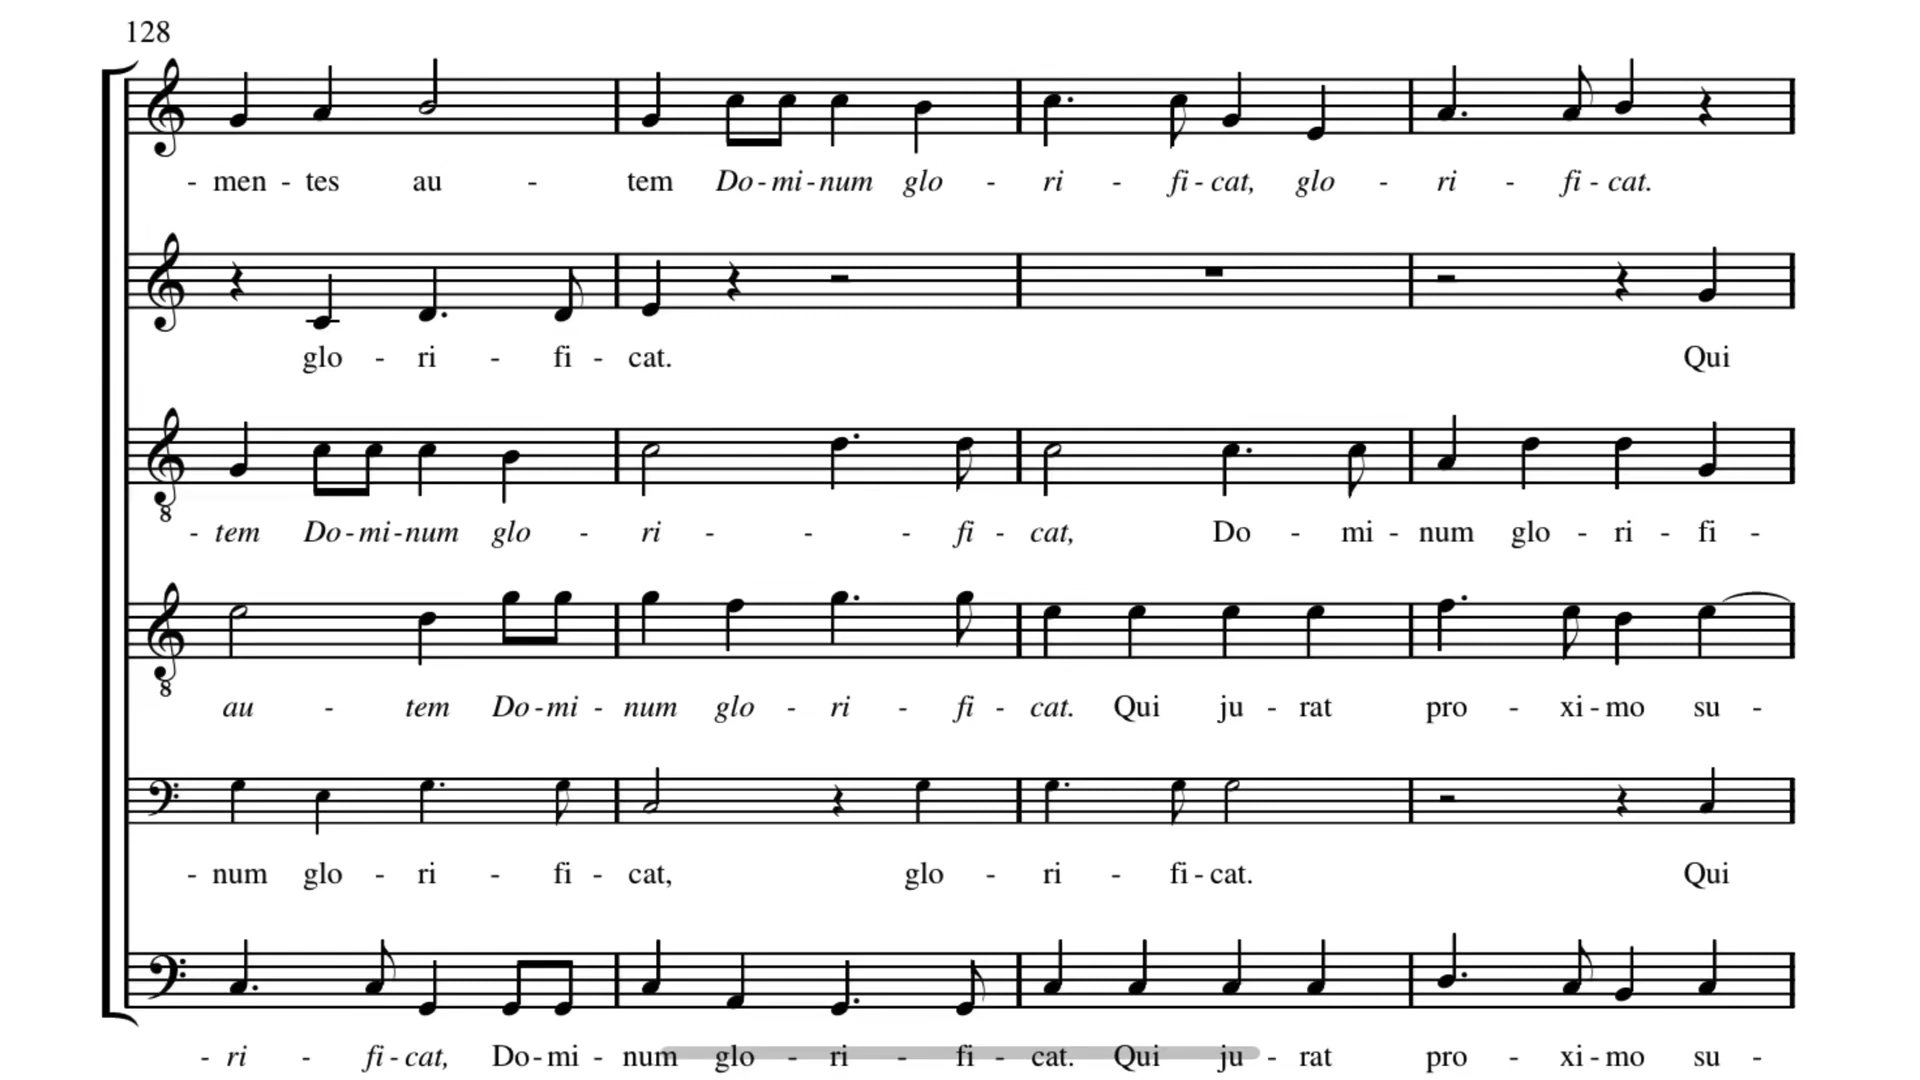 128
- men - tes au - tem Do - mi - num glo - ri - fi - cat, glo - ri - fi - cat.
glo - ri - fi - cat. Qui
8
- tem Do - mi - num glo - ri - - - fi - cat, Do - mi - num glo - ri - fi -
8
au - tem Do - mi - num glo - ri - fi - cat. Qui ju - rat pro - xi - mo su -
- num glo - ri - fi - cat, glo - ri - fi - cat. Qui
- ri - fi - cat, Do - mi - num glo - ri - fi - cat. Qui ju - rat pro - xi - mo su -